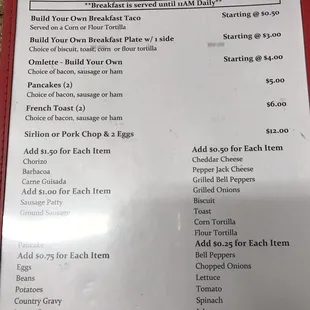 **Breakfast is served until 11AM Daily**
Build Your Own Breakfast Taco Starting @ $0.50
Served on a Corn or Flour Tortilla
Build Your Own Breakfast Plate w/ 1 side Starting @ $3.00
Choice of biscuit, toast, corn or flour tortilla
Omlette - Build Your Own Starting @ $4.00
Choice of bacon, sausage or ham
Pancakes (2) $5.00
Choice of bacon, sausage or ham
French Toast (2) $6.00
Choice of bacon, sausage or ham
Sirlion or Pork Chop & 2 Eggs $12.00
Add $1.50 for Each Item
Chorizo
Barbacoa
Carne Guisada
Add $1.00 for Each Item
Sausage Patty
Ground Sausage
Pancake
Add $0.75 for Each Item
Eggs
Beans
Potatoes
Country Gravy
Add $0.50 for Each Item
Cheddar Cheese
Pepper Jack Cheese
Grilled Bell Peppers
Grilled Onions
Biscuit
Toast
Corn Tortilla
Flour Tortilla
Add $0.25 for Each Item
Bell Peppers
Chopped Onions
Lettuce
Tomato
Spinach